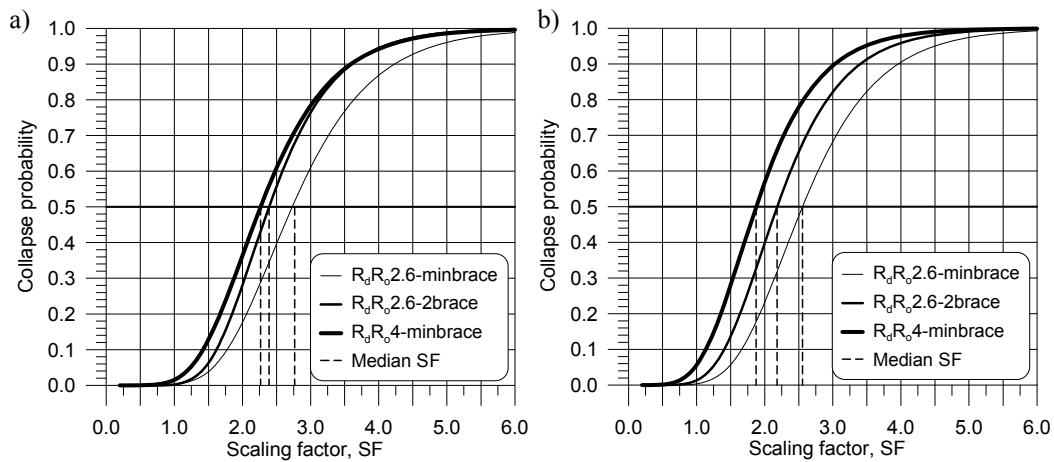 a)
Collapse probability
1.0
0.9
0.8
0.7
0.6
0.5
0.4
0.3
0.2
0.1
0.0
RdRo2.6-minbrace
RdRo2.6-2brace
RdRo4-minbrace
Median SF
0.0 1.0 2.0 3.0 4.0 5.0 6.0
Scaling factor, SF
b)
Collapse probability
1.0
0.9
0.8
0.7
0.6
0.5
0.4
0.3
0.2
0.1
0.0
RdRo2.6-minbrace
RdRo2.6-2brace
RdRo4-minbrace
Median SF
0.0 1.0 2.0 3.0 4.0 5.0 6.0
Scaling factor, SF